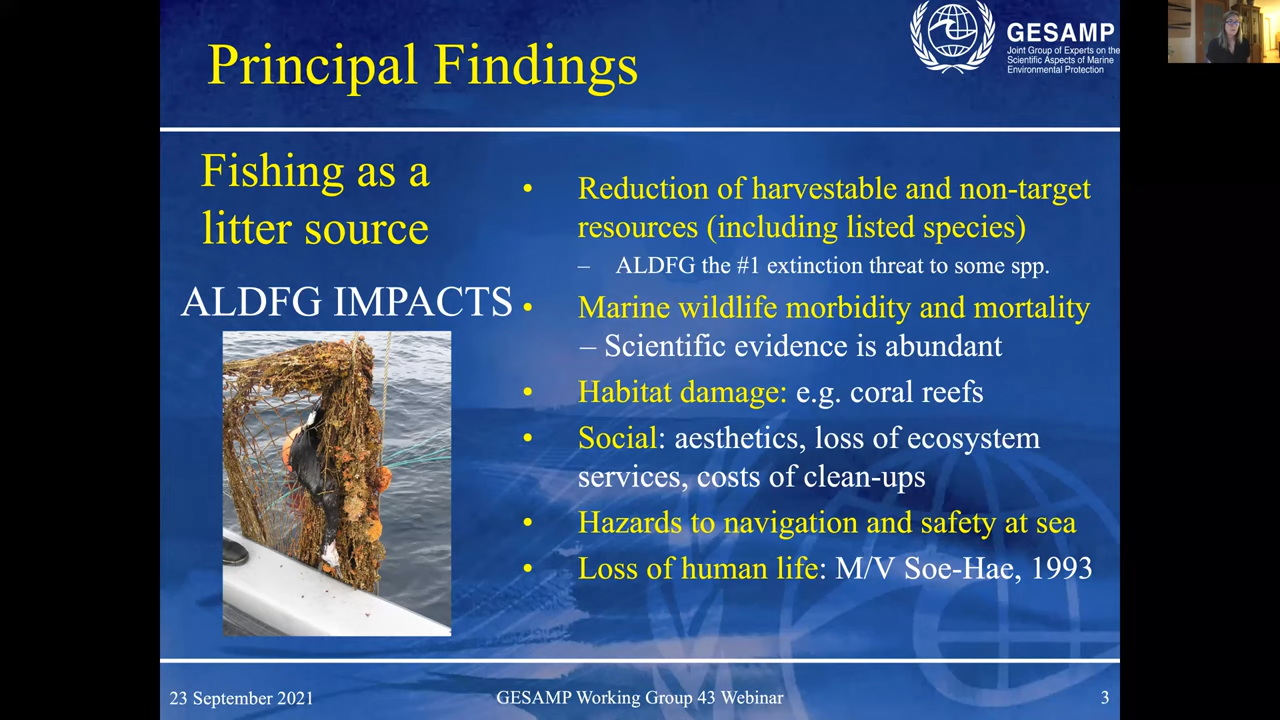 Principal Findings
GESAMP
Joint Group of Experts on the
Scientific Aspects of Marine
Environmental Protection
Fishing as a
litter source
ALDFG IMPACTS
• Reduction of harvestable and non-target
resources (including listed species)
– ALDFG the #1 extinction threat to some spp.
• Marine wildlife morbidity and mortality
– Scientific evidence is abundant
• Habitat damage: e.g. coral reefs
• Social: aesthetics, loss of ecosystem
services, costs of clean-ups
• Hazards to navigation and safety at sea
• Loss of human life: M/V Soe-Hae, 1993
23 September 2021
GESAMP Working Group 43 Webinar
3